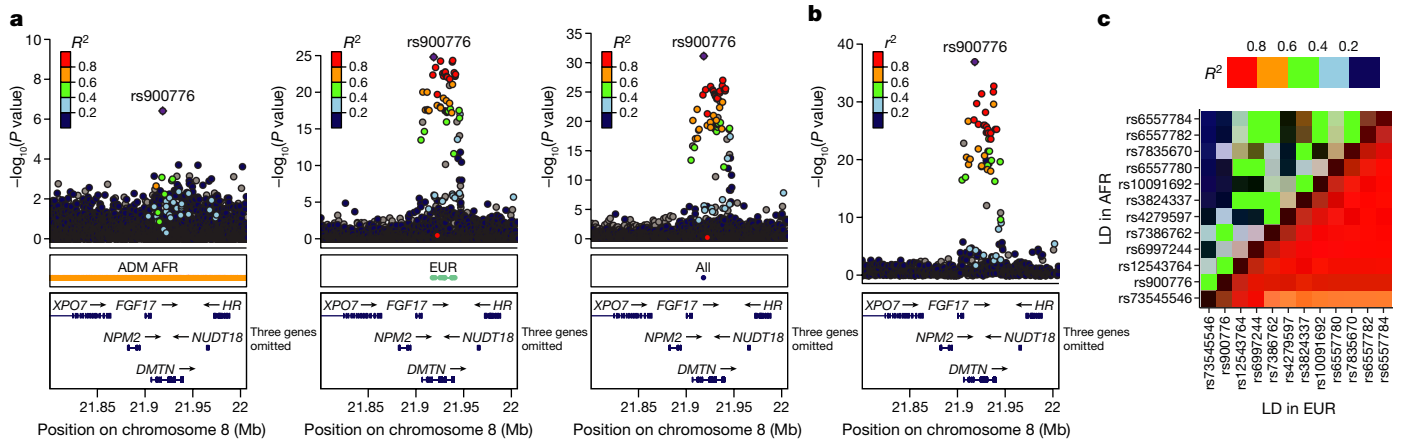 a
10
8
6
4
2
0
−log10(P value)
R2
0.8
0.6
0.4
0.2
rs900776
ADM AFR
XPO7
FGF17
HR
NPM2
NUDT18
DMTN
Three genes
omitted
21.85
21.9
21.95
22
Position on chromosome 8 (Mb)
25
20
15
10
5
0
−log10(P value)
R2
0.8
0.6
0.4
0.2
rs900776
EUR
XPO7
FGF17
HR
NPM2
NUDT18
DMTN
Three genes
omitted
21.85
21.9
21.95
22
Position on chromosome 8 (Mb)
35
30
25
20
15
10
5
0
−log10(P value)
R2
0.8
0.6
0.4
0.2
rs900776
All
XPO7
FGF17
HR
NPM2
NUDT18
DMTN
Three genes
omitted
21.85
21.9
21.95
22
Position on chromosome 8 (Mb)
b
40
30
20
10
0
−log10(P value)
r2
0.8
0.6
0.4
0.2
rs900776
XPO7
FGF17
HR
NPM2
NUDT18
DMTN
21.85
21.9
21.95
22
Position on chromosome 8 (Mb)
c
R2
0.8 0.6 0.4 0.2
LD in AFR
rs6557784
rs6557782
rs7835670
rs6557780
rs10091692
rs3824337
rs4279597
rs7386762
rs6997244
rs12543764
rs900776
rs73545546
rs73545546
rs900776
rs12543764
rs6997244
rs7386762
rs4279597
rs3824337
rs10091692
rs6557780
rs7835670
rs6557782
rs6557784
LD in EUR